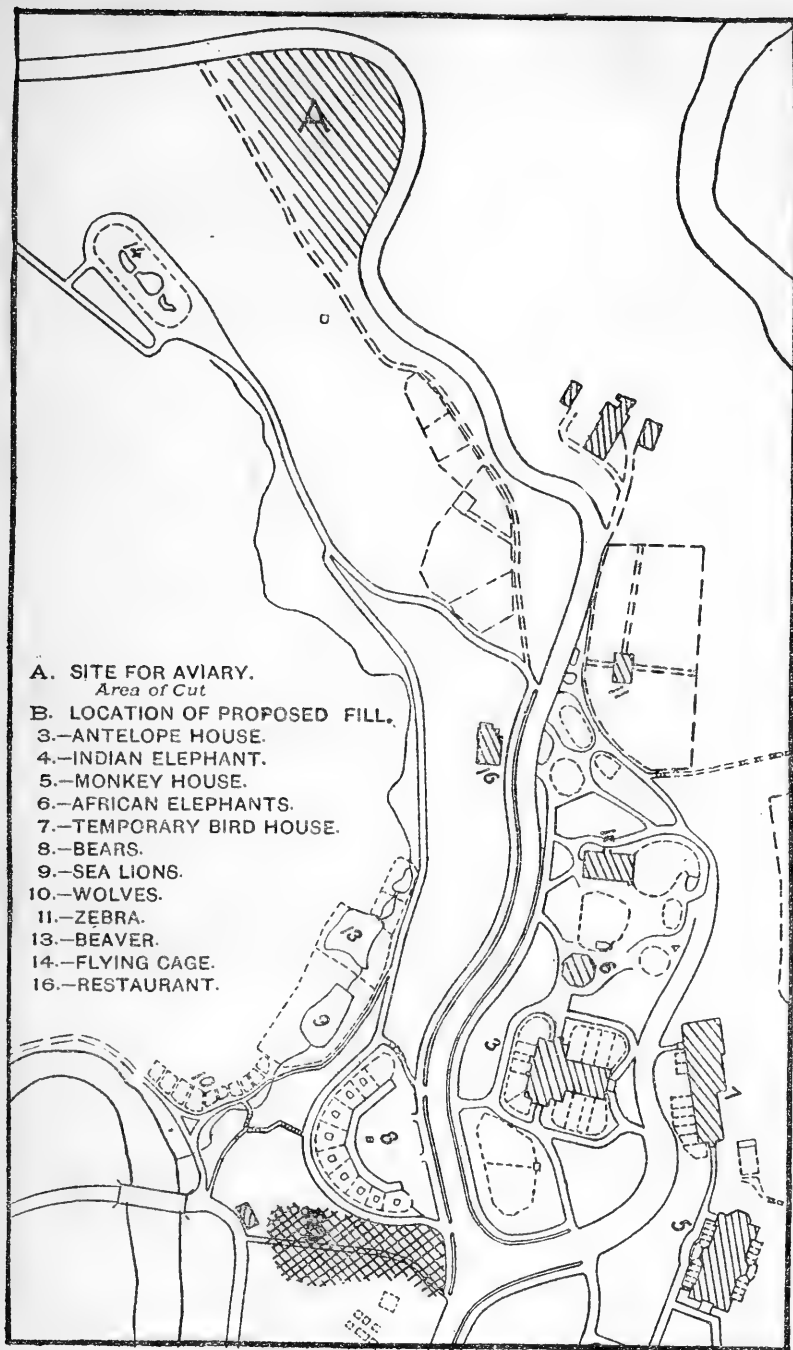 A
14
11
16
A. SITE FOR AVIARY.
Area of Cut
B. LOCATION OF PROPOSED FILL.
3.—ANTELOPE HOUSE.
4.—INDIAN ELEPHANT.
5.—MONKEY HOUSE.
6.—AFRICAN ELEPHANTS.
7.—TEMPORARY BIRD HOUSE.
8.—BEARS.
9.—SEA LIONS.
10.—WOLVES.
11.—ZEBRA.
13.—BEAVER.
14.—FLYING CAGE.
16.—RESTAURANT.
13
6
9
3
10
7
8
5